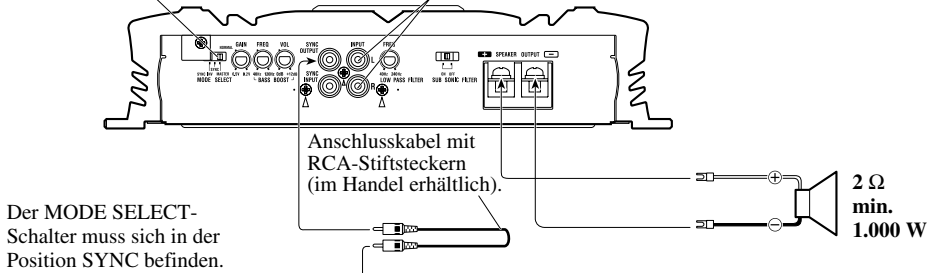 NORMAL
GAIN FREQ VOL
SYNC OUTPUT
INPUT
FREQ
L
R
SYNC INV
SYNC
MASTER
MODE SELECT
0,5V 8,2V
40Hz 120Hz
0dB +12dB
BASS BOOST
SYNC INPUT
40Hz 240Hz
LOW PASS FILTER
ON OFF
SUB SONIC FILTER
+ SPEAKER OUTPUT −
Anschlusskabel mit
RCA-Stiftsteckern
(im Handel erhältlich).
Der MODE SELECT-
Schalter muss sich in der
Position SYNC befinden.
+
−
2 Ω
min.
1.000 W